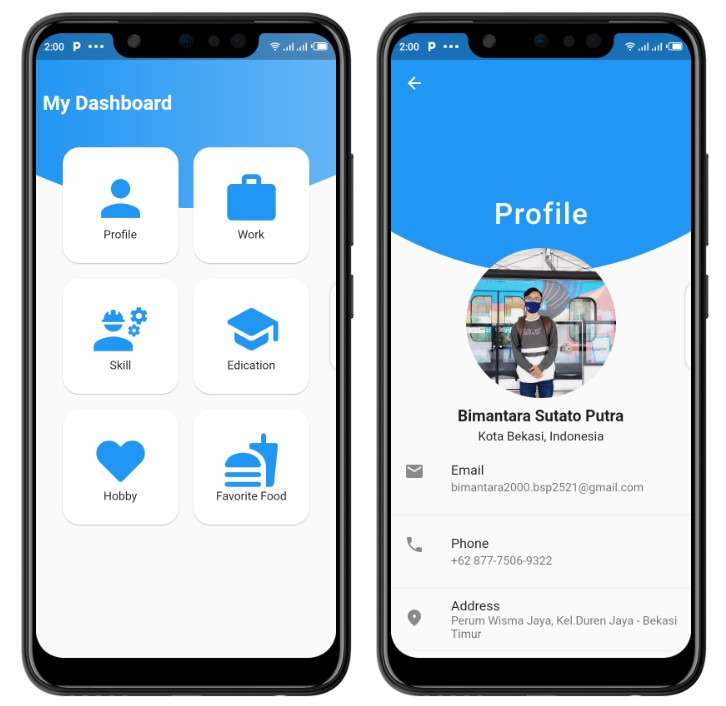 2:00 P •••
My Dashboard
Profile
Work
Skill
Edication
Hobby
Favorite Food
2:00 P •••
Profile
Bimantara Sutato Putra
Kota Bekasi, Indonesia
Email
bimantara2000.bsp2521@gmail.com
Phone
+62 877-7506-9322
Address
Perum Wisma Jaya, Kel.Duren Jaya - Bekasi
Timur